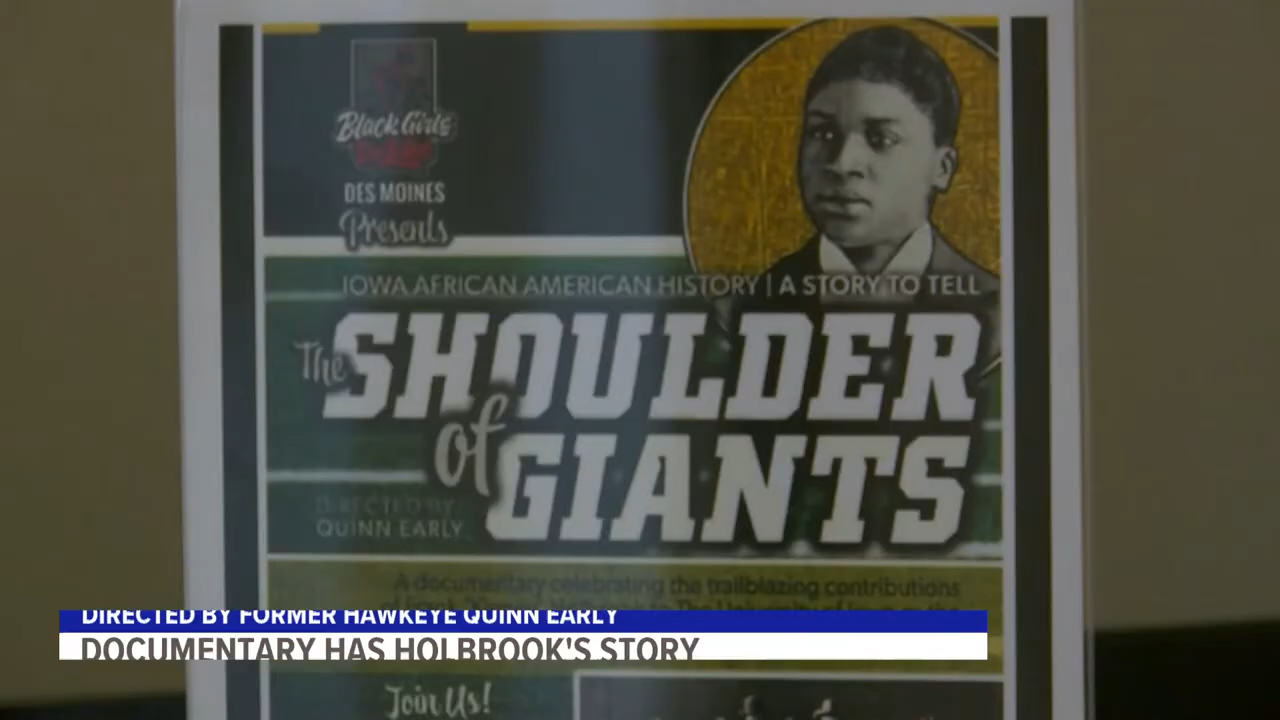 Black Girls
DES MOINES
Presents
IOWA AFRICAN AMERICAN HISTORY | A STORY TO TELL
The SHOULDER
of GIANTS
DIRECTED BY
QUINN EARLY
A documentary celebrating the trailblazing contributions
DIRECTED BY FORMER HAWKEYE QUINN EARLY
DOCUMENTARY HAS HOLBROOK'S STORY
Join Us!